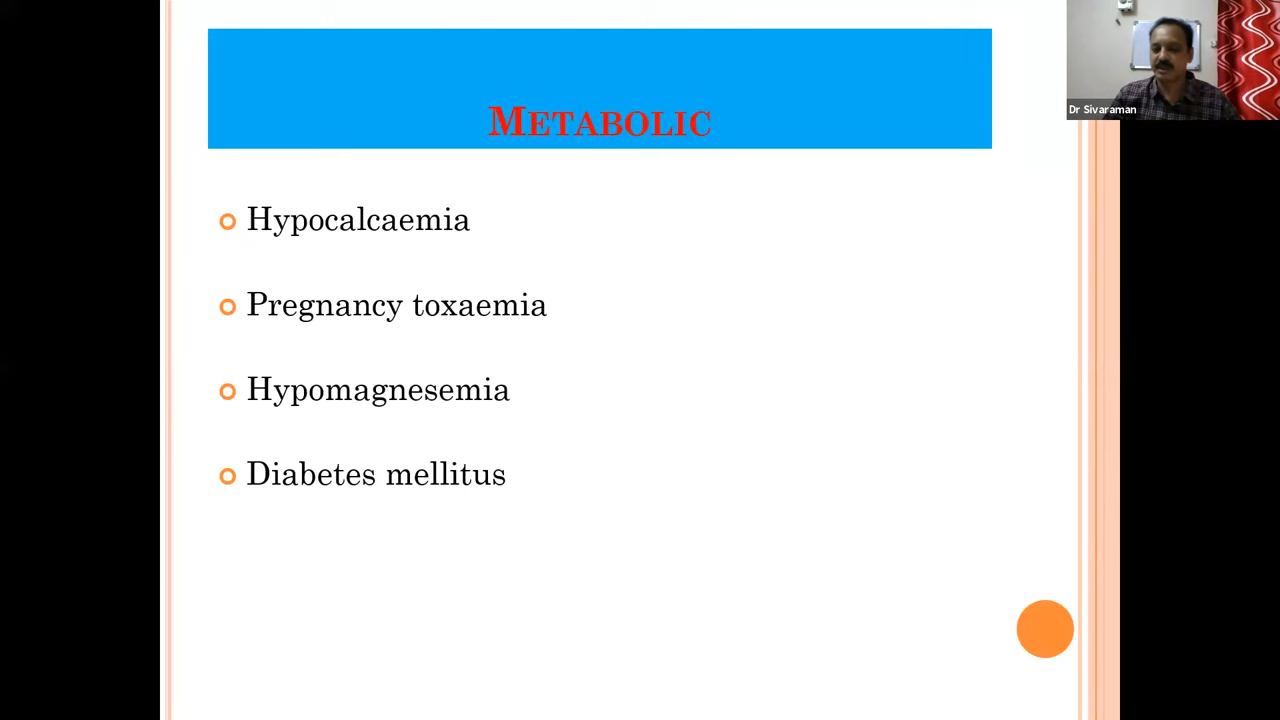 Metabolic
Hypocalcaemia
Pregnancy toxaemia
Hypomagnesemia
Diabetes mellitus
Dr Sivaraman